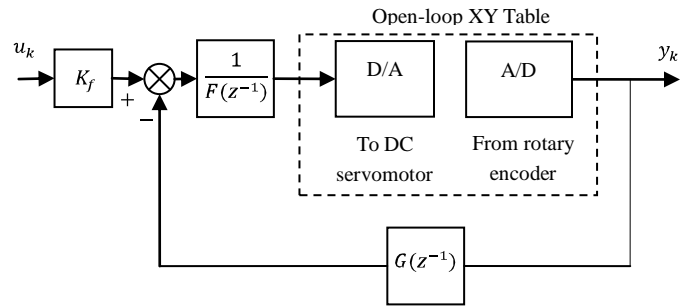 Open-loop XY Table
u_k
K_f
+
−
1
F(z⁻¹)
D/A
A/D
y_k
To DC
servomotor
From rotary
encoder
G(z⁻¹)